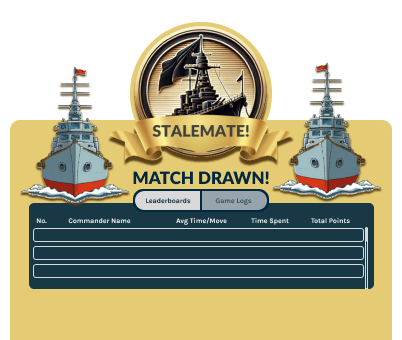 STALEMATE!
MATCH DRAWN!
Leaderboards Game Logs
No. Commander Name Avg Time/Move Time Spent Total Points